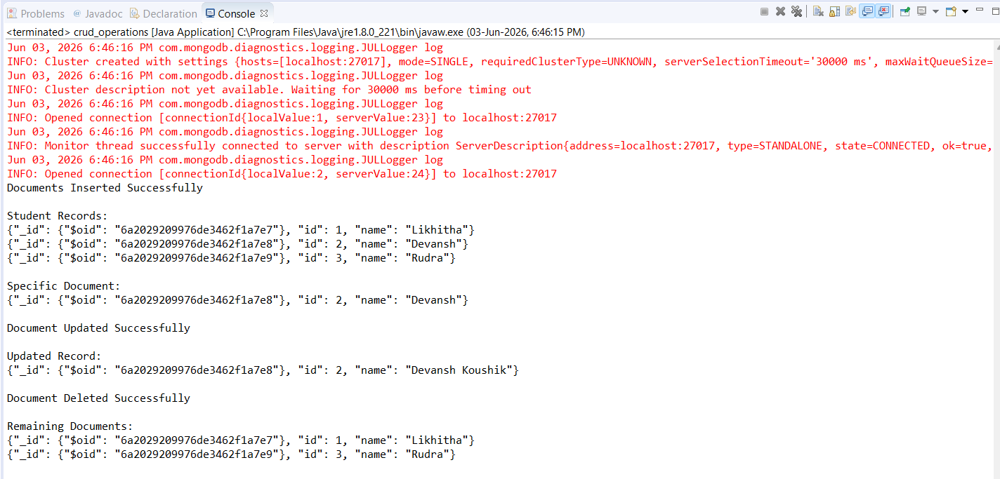 Problems @ Javadoc Declaration Console
<terminated> crud_operations [Java Application] C:\Program Files\Java\jre1.8.0_221\bin\javaw.exe (03-Jun-2026, 6:46:15 PM)
Jun 03, 2026 6:46:16 PM com.mongodb.diagnostics.logging.JULLogger log
INFO: Cluster created with settings {hosts=[localhost:27017], mode=SINGLE, requiredClusterType=UNKNOWN, serverSelectionTimeout='30000 ms', maxWaitQueueSize=
Jun 03, 2026 6:46:16 PM com.mongodb.diagnostics.logging.JULLogger log
INFO: Cluster description not yet available. Waiting for 30000 ms before timing out
Jun 03, 2026 6:46:16 PM com.mongodb.diagnostics.logging.JULLogger log
INFO: Opened connection [connectionId{localValue:1, serverValue:23}] to localhost:27017
Jun 03, 2026 6:46:16 PM com.mongodb.diagnostics.logging.JULLogger log
INFO: Monitor thread successfully connected to server with description ServerDescription{address=localhost:27017, type=STANDALONE, state=CONNECTED, ok=true,
Jun 03, 2026 6:46:16 PM com.mongodb.diagnostics.logging.JULLogger log
INFO: Opened connection [connectionId{localValue:2, serverValue:24}] to localhost:27017
Documents Inserted Successfully

Student Records:
{"_id": {"$oid": "6a2029209976de3462f1a7e7"}, "id": 1, "name": "Likhitha"}
{"_id": {"$oid": "6a2029209976de3462f1a7e8"}, "id": 2, "name": "Devansh"}
{"_id": {"$oid": "6a2029209976de3462f1a7e9"}, "id": 3, "name": "Rudra"}

Specific Document:
{"_id": {"$oid": "6a2029209976de3462f1a7e8"}, "id": 2, "name": "Devansh"}

Document Updated Successfully

Updated Record:
{"_id": {"$oid": "6a2029209976de3462f1a7e8"}, "id": 2, "name": "Devansh Koushik"}

Document Deleted Successfully

Remaining Documents:
{"_id": {"$oid": "6a2029209976de3462f1a7e7"}, "id": 1, "name": "Likhitha"}
{"_id": {"$oid": "6a2029209976de3462f1a7e9"}, "id": 3, "name": "Rudra"}